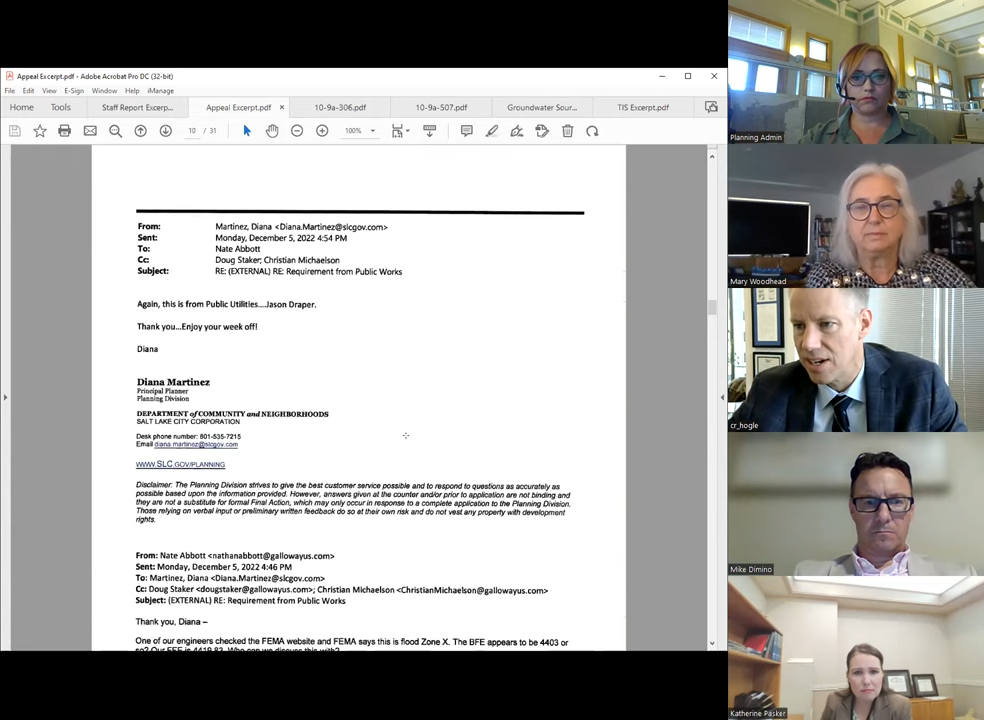 Appeal Excerpt.pdf - Adobe Acrobat Pro DC (32-bit)
File Edit View E-Sign Window Help iManage
Home Tools Staff Report Excerp... Appeal Excerpt.pdf × 10-9a-306.pdf 10-9a-507.pdf Groundwater Sour... TIS Excerpt.pdf
10 / 31 100%
From: Martinez, Diana <Diana.Martinez@slcgov.com>
Sent: Monday, December 5, 2022 4:54 PM
To: Nate Abbott
Cc: Doug Staker; Christian Michaelson
Subject: RE: (EXTERNAL) RE: Requirement from Public Works
Again, this is from Public Utilities....Jason Draper.
Thank you...Enjoy your week off!
Diana
Diana Martinez
Principal Planner
Planning Division
DEPARTMENT of COMMUNITY and NEIGHBORHOODS
SALT LAKE CITY CORPORATION
Desk phone number: 801-535-7215
Email diana.martinez@slcgov.com
WWW.SLC.GOV/PLANNING
Disclaimer: The Planning Division strives to give the best customer service possible and to respond to questions as accurately as
possible based upon the information provided. However, answers given at the counter and/or prior to application are not binding and
they are not a substitute for formal Final Action, which may only occur in response to a complete application to the Planning Division.
Those relying on verbal input or preliminary written feedback do so at their own risk and do not vest any property with development
rights.
From: Nate Abbott <nathanabbott@gallowayus.com>
Sent: Monday, December 5, 2022 4:46 PM
To: Martinez, Diana <Diana.Martinez@slcgov.com>
Cc: Doug Staker <dougstaker@gallowayus.com>; Christian Michaelson <ChristianMichaelson@gallowayus.com>
Subject: (EXTERNAL) RE: Requirement from Public Works
Thank you, Diana –
One of our engineers checked the FEMA website and FEMA says this is flood Zone X. The BFE appears to be 4403 or
so? Our FFE is 4419.83. Who can we discuss this with?
Planning Admin
Mary Woodhead
cr_hogle
Mike Dimino
Katherine Pasker